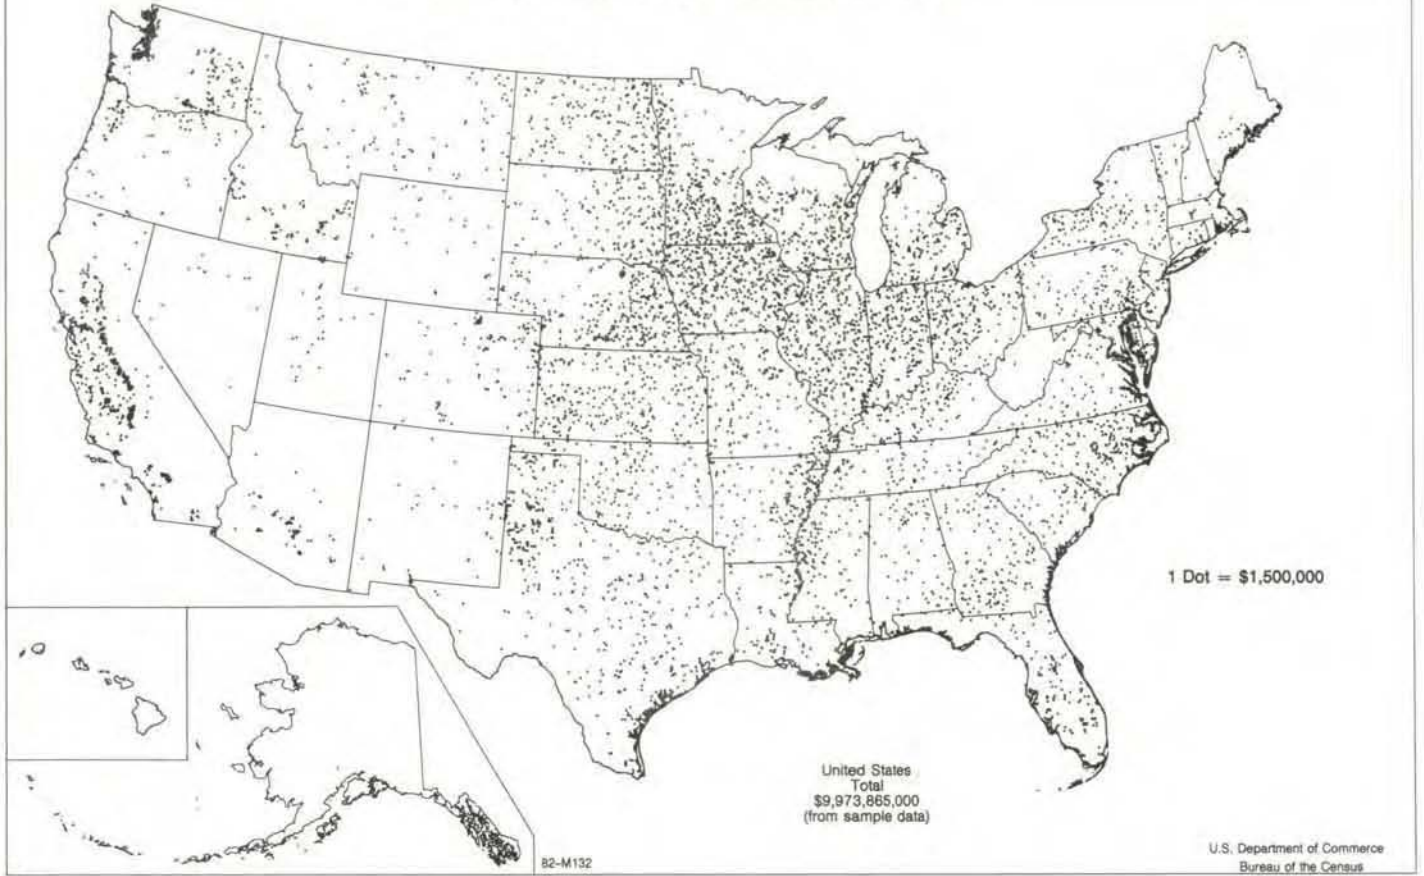 1 Dot = $1,500,000
United States
Total
$9,973,865,000
(from sample data)
82-M132
U.S. Department of Commerce
Bureau of the Census